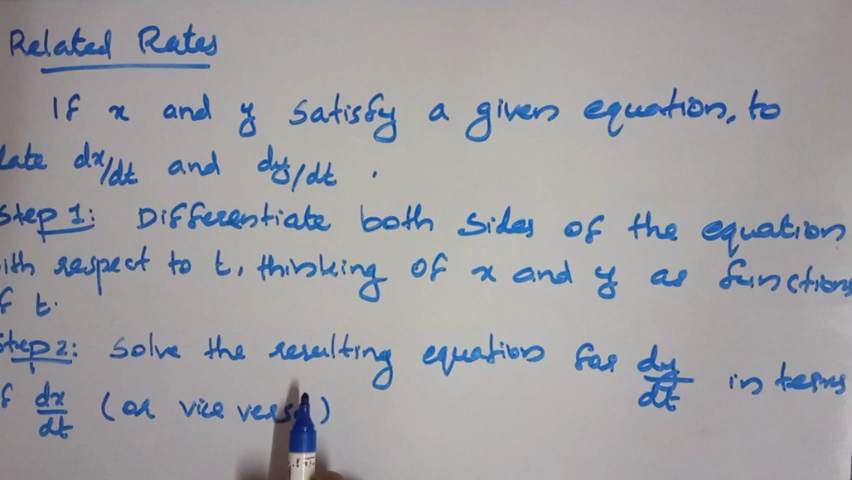 Related Rates
If x and y satisfy a given equation, to
late dx/dt and dy/dt .
Step 1: Differentiate both sides of the equation
ith respect to t, thinking of x and y as functions
f t.
Step 2: Solve the resulting equation for dy/dt in terms
f dx/dt (or vice versa)